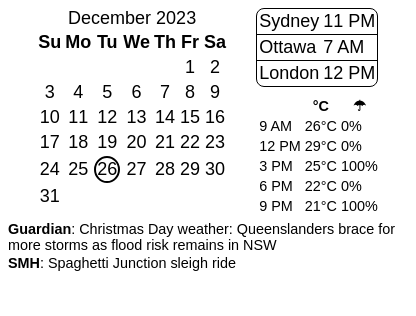 December 2023
Su Mo Tu We Th Fr Sa
1 2
3 4 5 6 7 8 9
10 11 12 13 14 15 16
17 18 19 20 21 22 23
24 25 26 27 28 29 30
31
Sydney 11 PM
Ottawa 7 AM
London 12 PM
°C ☂
9 AM 26°C 0%
12 PM 29°C 0%
3 PM 25°C 100%
6 PM 22°C 0%
9 PM 21°C 100%
Guardian: Christmas Day weather: Queenslanders brace for
more storms as flood risk remains in NSW
SMH: Spaghetti Junction sleigh ride